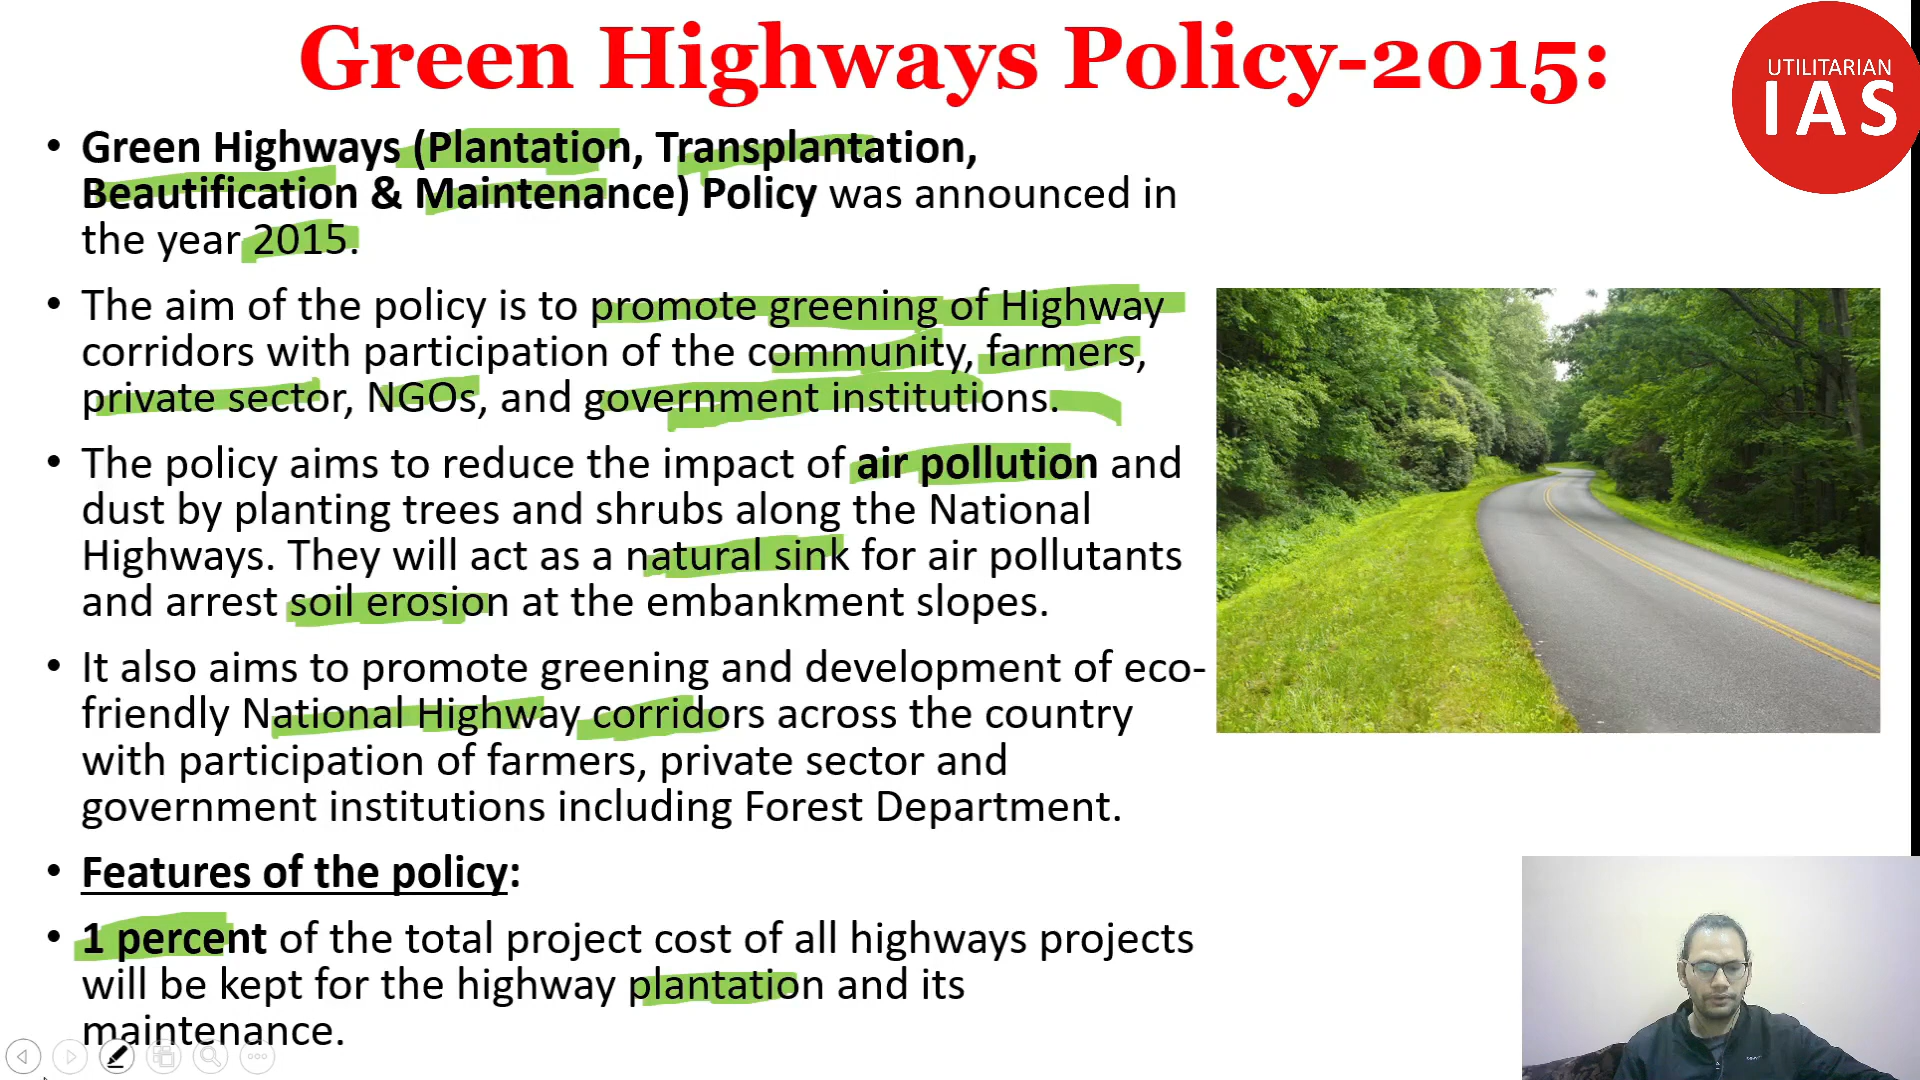 Green Highways Policy-2015:
UTILITARIAN
IAS
• Green Highways (Plantation, Transplantation,
Beautification & Maintenance) Policy was announced in
the year 2015.
• The aim of the policy is to promote greening of Highway
corridors with participation of the community, farmers,
private sector, NGOs, and government institutions.
• The policy aims to reduce the impact of air pollution and
dust by planting trees and shrubs along the National
Highways. They will act as a natural sink for air pollutants
and arrest soil erosion at the embankment slopes.
• It also aims to promote greening and development of eco-
friendly National Highway corridors across the country
with participation of farmers, private sector and
government institutions including Forest Department.
• Features of the policy:
• 1 percent of the total project cost of all highways projects
will be kept for the highway plantation and its
maintenance.